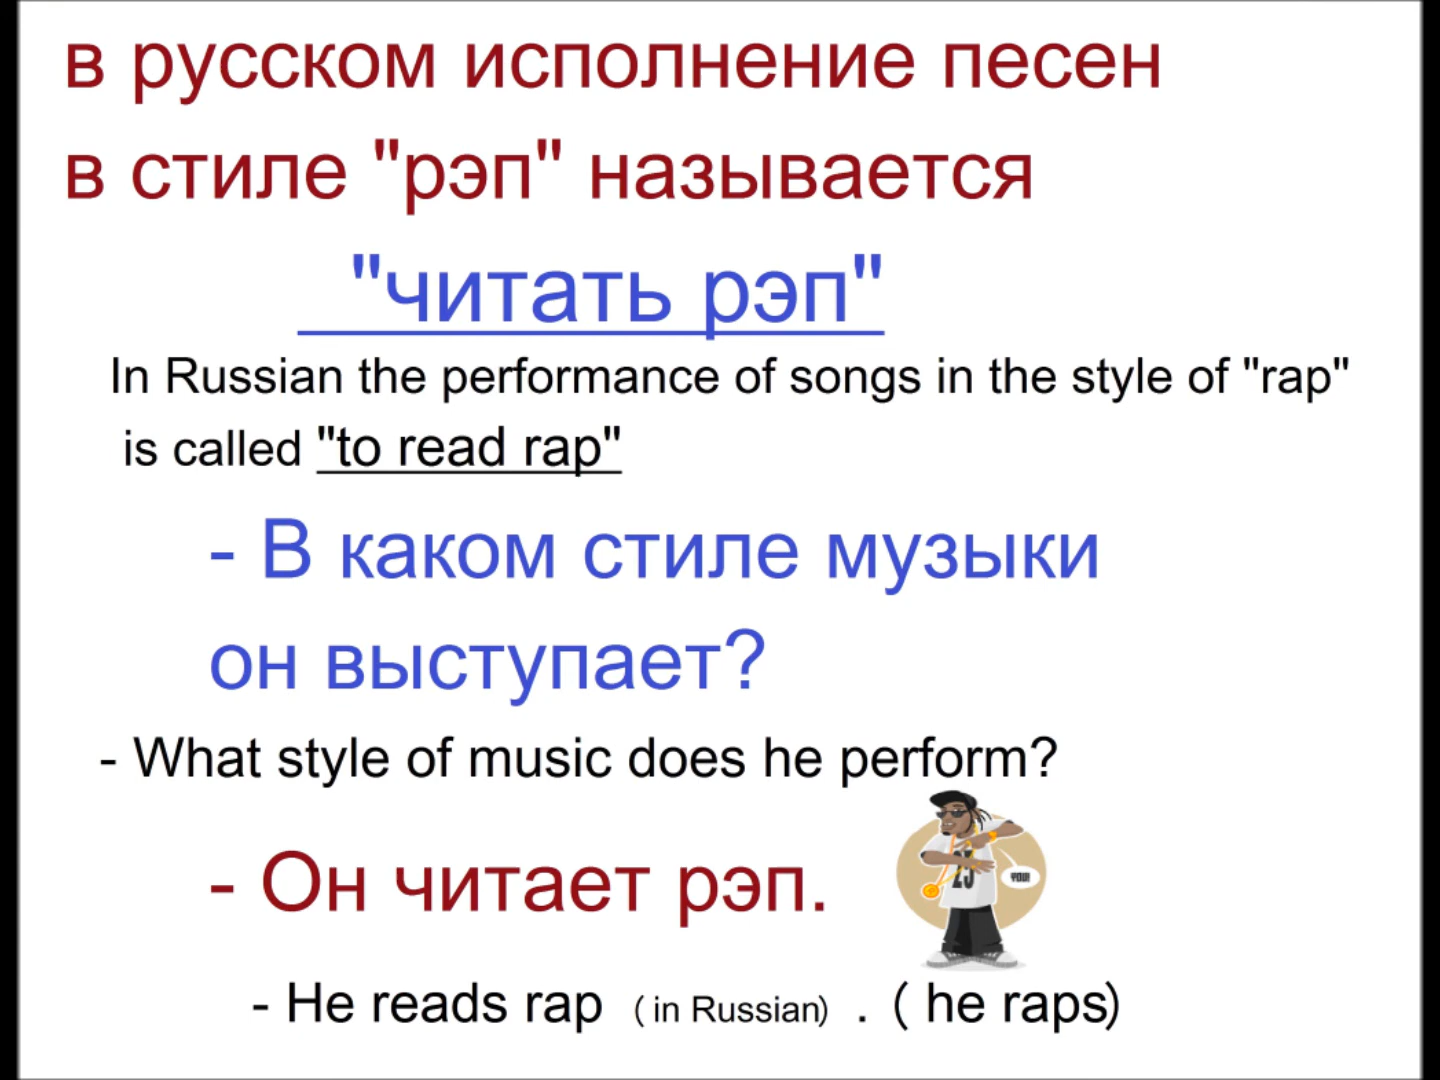 в русском исполнение песен
в стиле "рэп" называется
"читать рэп"
In Russian the performance of songs in the style of "rap"
is called "to read rap"
- В каком стиле музыки
он выступает?
- What style of music does he perform?
- Он читает рэп.
23
YOU!
- He reads rap ( in Russian) . ( he raps)